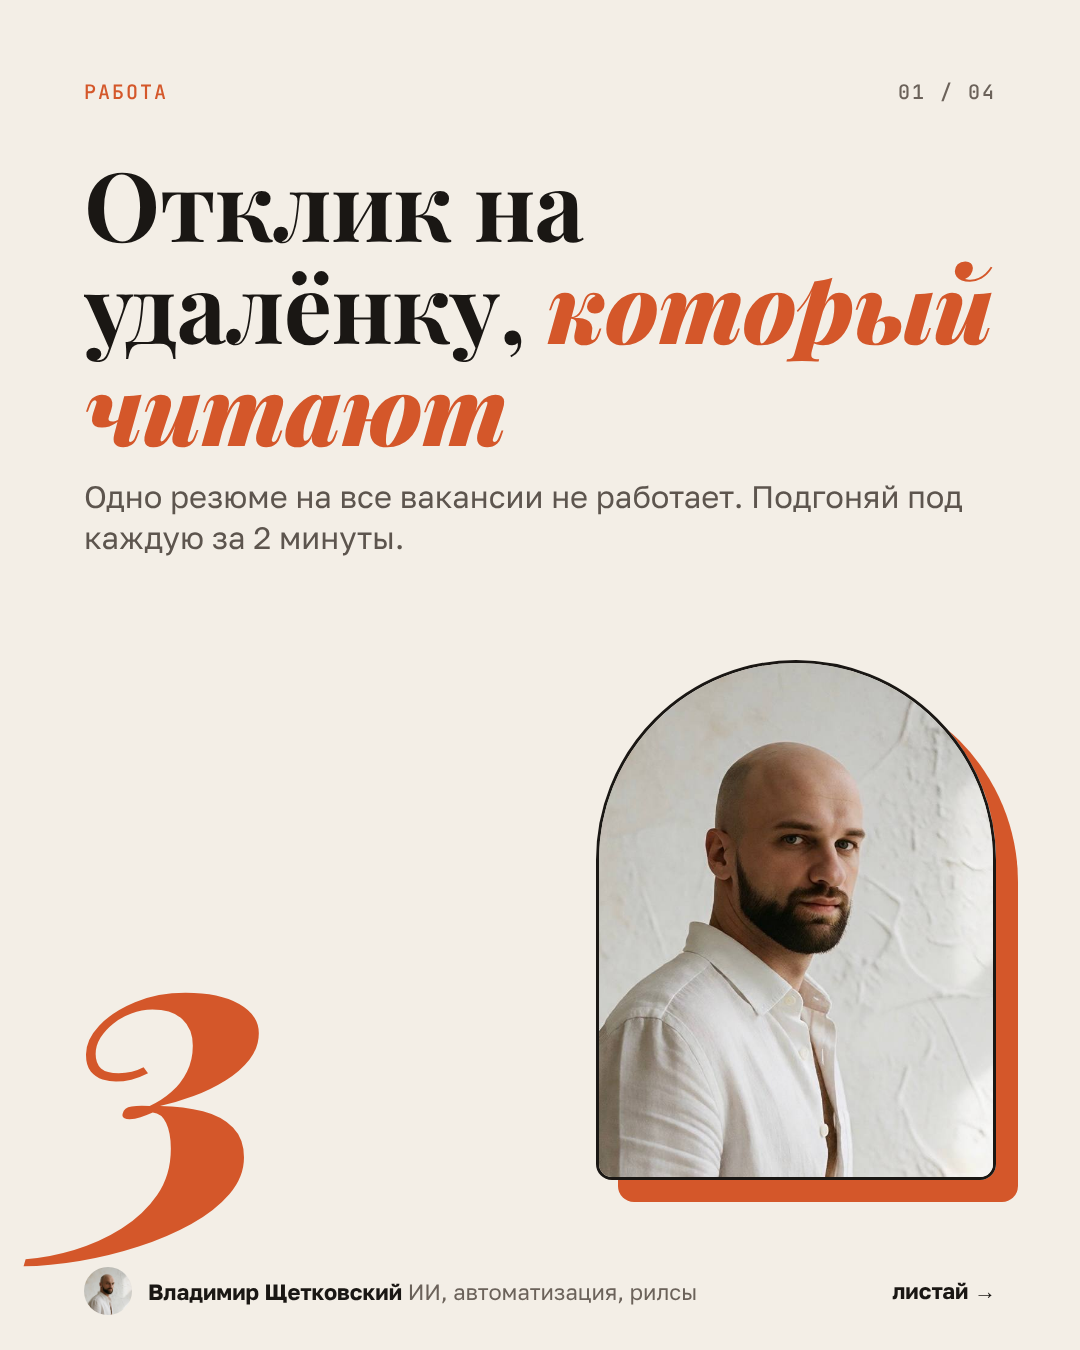 РАБОТА
01 / 04
Отклик на
удалёнку, который
читают
Одно резюме на все вакансии не работает. Подгоняй под
каждую за 2 минуты.
3
Владимир Щетковский ИИ, автоматизация, рилсы
листай →